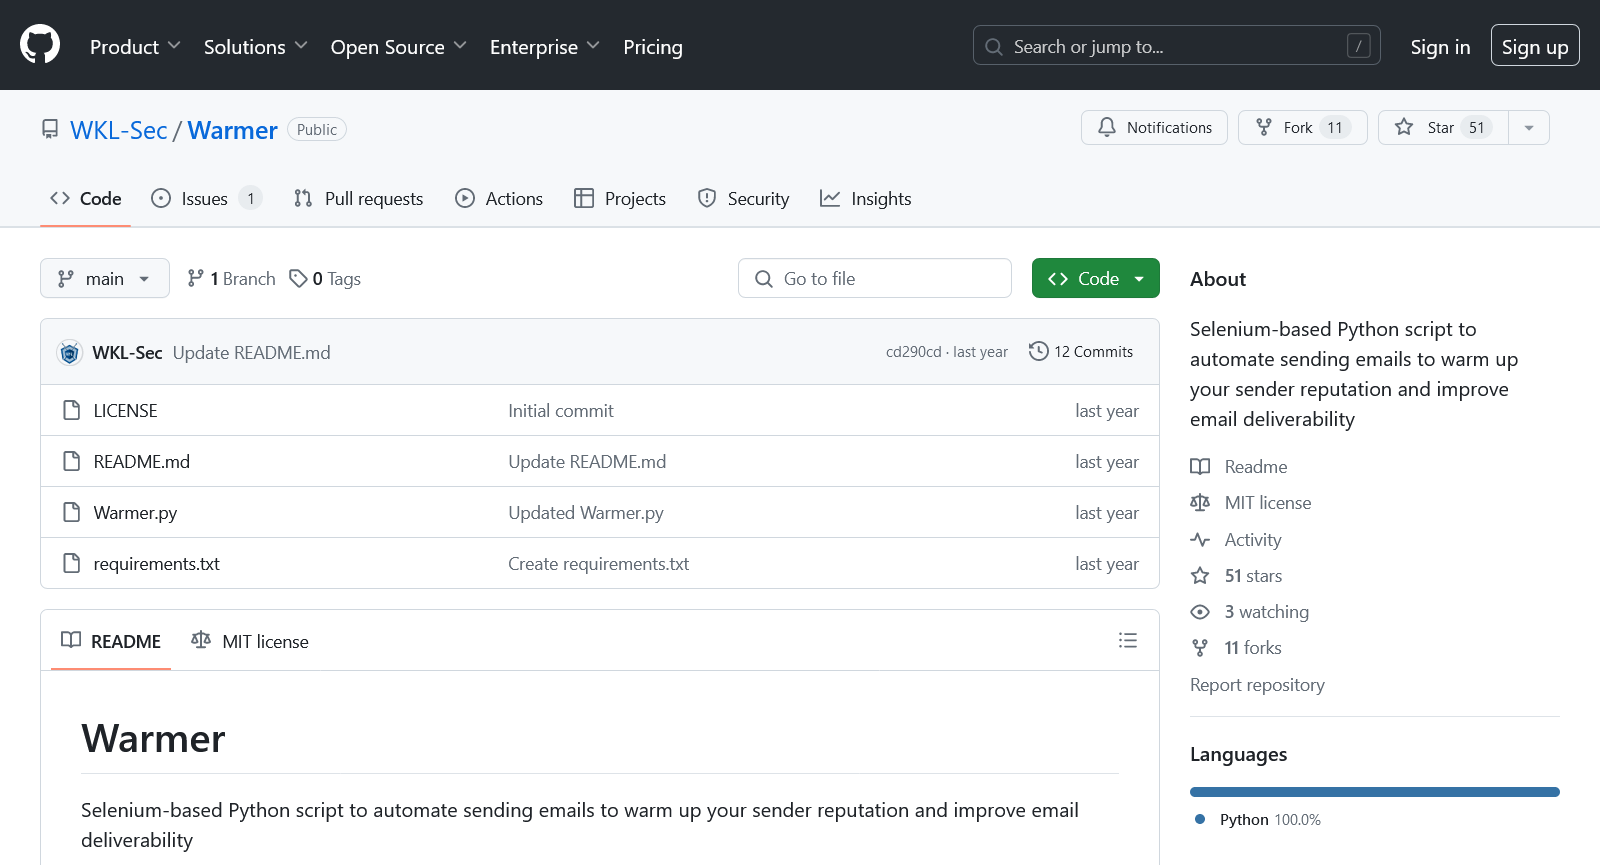 Product Solutions Open Source Enterprise Pricing Search or jump to... / Sign in Sign up
WKL-Sec / Warmer Public Notifications Fork 11 Star 51
Code Issues 1 Pull requests Actions Projects Security Insights
main 1 Branch 0 Tags Go to file Code
WKL-Sec Update README.md cd290cd · last year 12 Commits
LICENSE Initial commit last year
README.md Update README.md last year
Warmer.py Updated Warmer.py last year
requirements.txt Create requirements.txt last year
README MIT license
Warmer
Selenium-based Python script to automate sending emails to warm up your sender reputation and improve email
deliverability
About
Selenium-based Python script to
automate sending emails to warm up
your sender reputation and improve
email deliverability
Readme
MIT license
Activity
51 stars
3 watching
11 forks
Report repository
Languages
Python 100.0%